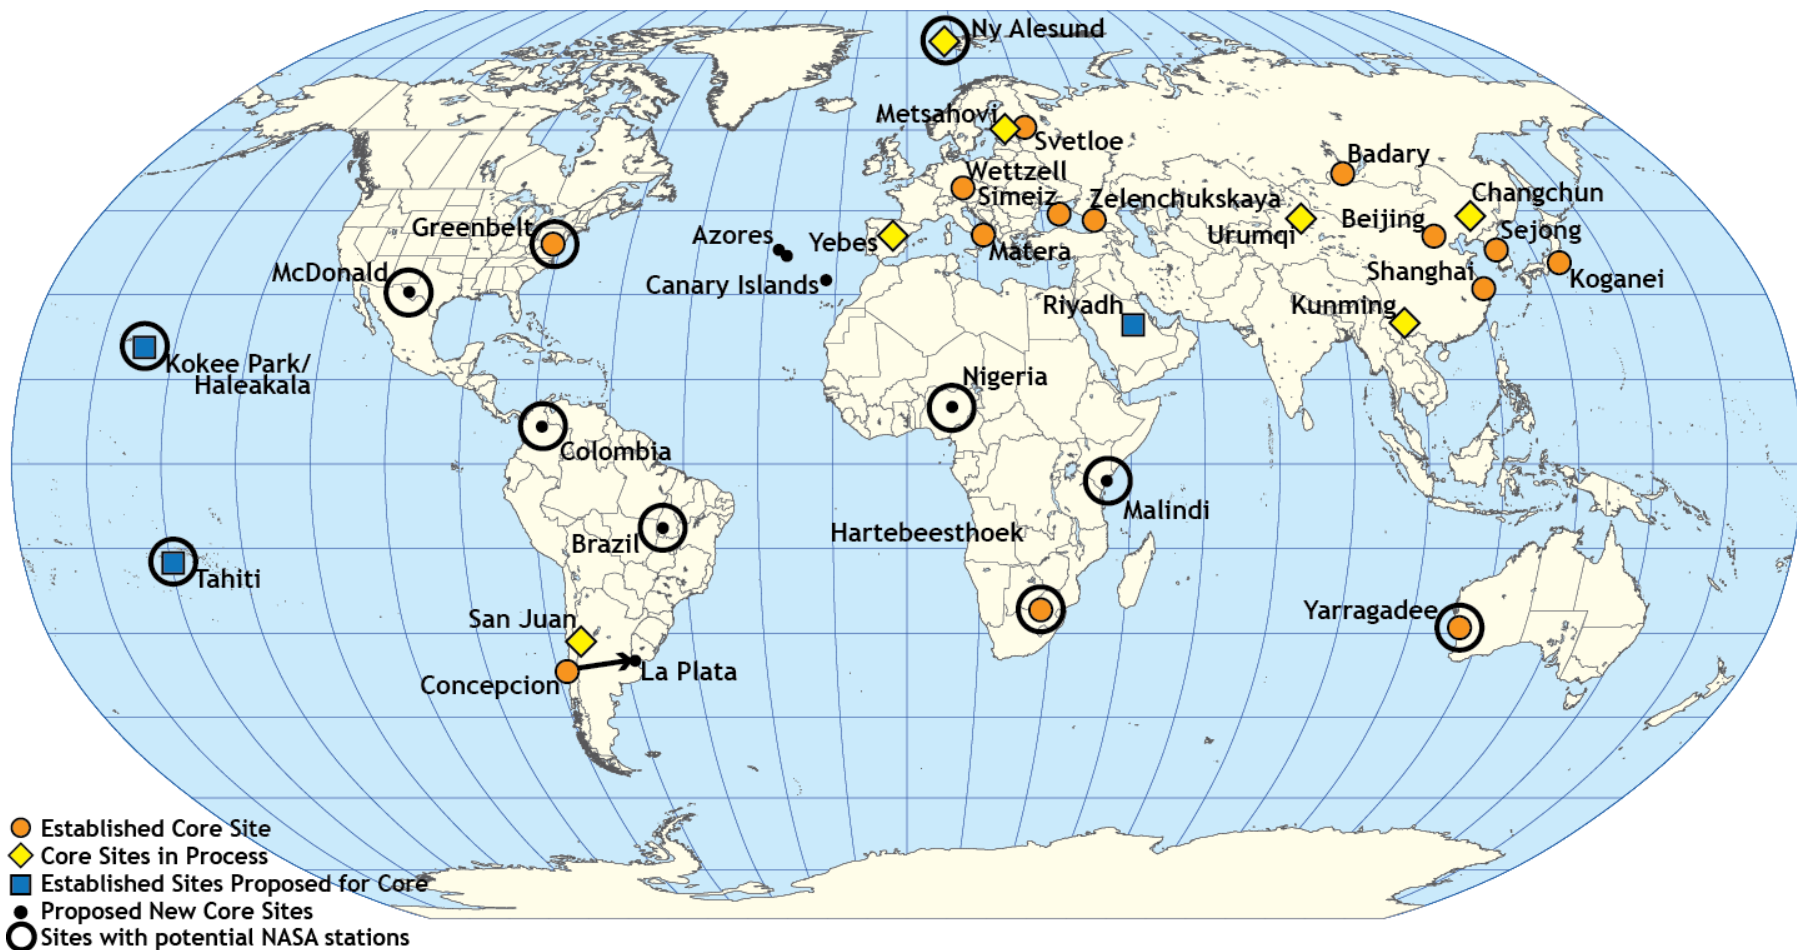 Ny Alesund
Metsahovi
Svetloe
Badary
Wettzell
Simeiz
Zelenchukskaya
Changchun
Greenbelt
Azores
Yebes
Urumqi
Beijing
Sejong
Matera
McDonald
Canary Islands
Shanghai
Koganei
Riyadh
Kunming
Kokee Park/
Haleakala
Nigeria
Colombia
Malindi
Hartebeesthoek
Brazil
Tahiti
San Juan
Yarragadee
La Plata
Concepcion
Established Core Site
Core Sites in Process
Established Sites Proposed for Core
Proposed New Core Sites
Sites with potential NASA stations